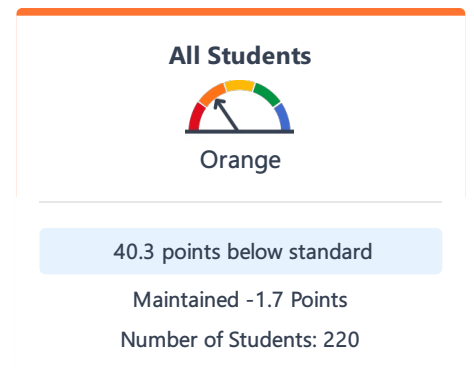 All Students
Orange
40.3 points below standard
Maintained -1.7 Points
Number of Students: 220